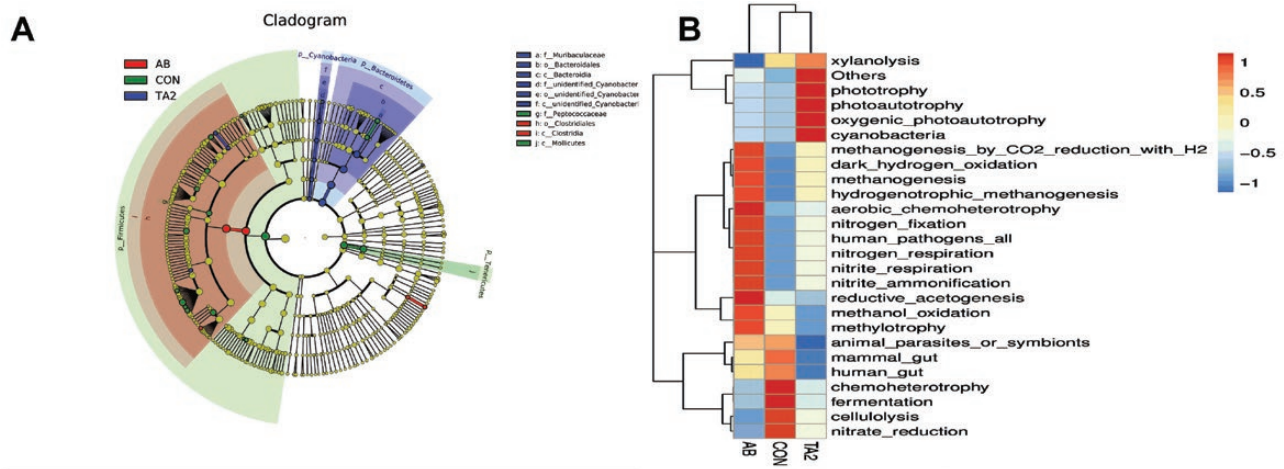 A
Cladogram
AB
CON
TA2
p__Cyanobacteria
p__Bacteroidetes
p__Firmicutes
p__Tenericutes
a: f__Muribaculaceae
b: o__Bacteroidales
c: c__Bacteroidia
d: f__unidentified_Cyanobacter
e: o__unidentified_Cyanobacter
f: c__unidentified_Cyanobacteri
g: f__Peptococcaceae
h: o__Clostridiales
i: c__Clostridia
j: c__Mollicutes
B
xylanolysis
Others
phototrophy
photoautotrophy
oxygenic_photoautotrophy
cyanobacteria
methanogenesis_by_CO2_reduction_with_H2
dark_hydrogen_oxidation
methanogenesis
hydrogenotrophic_methanogenesis
aerobic_chemoheterotrophy
nitrogen_fixation
human_pathogens_all
nitrogen_respiration
nitrite_respiration
nitrite_ammonification
reductive_acetogenesis
methanol_oxidation
methylotrophy
animal_parasites_or_symbionts
mammal_gut
human_gut
chemoheterotrophy
fermentation
cellulolysis
nitrate_reduction
AB
CON
TA2
1
0.5
0
−0.5
−1